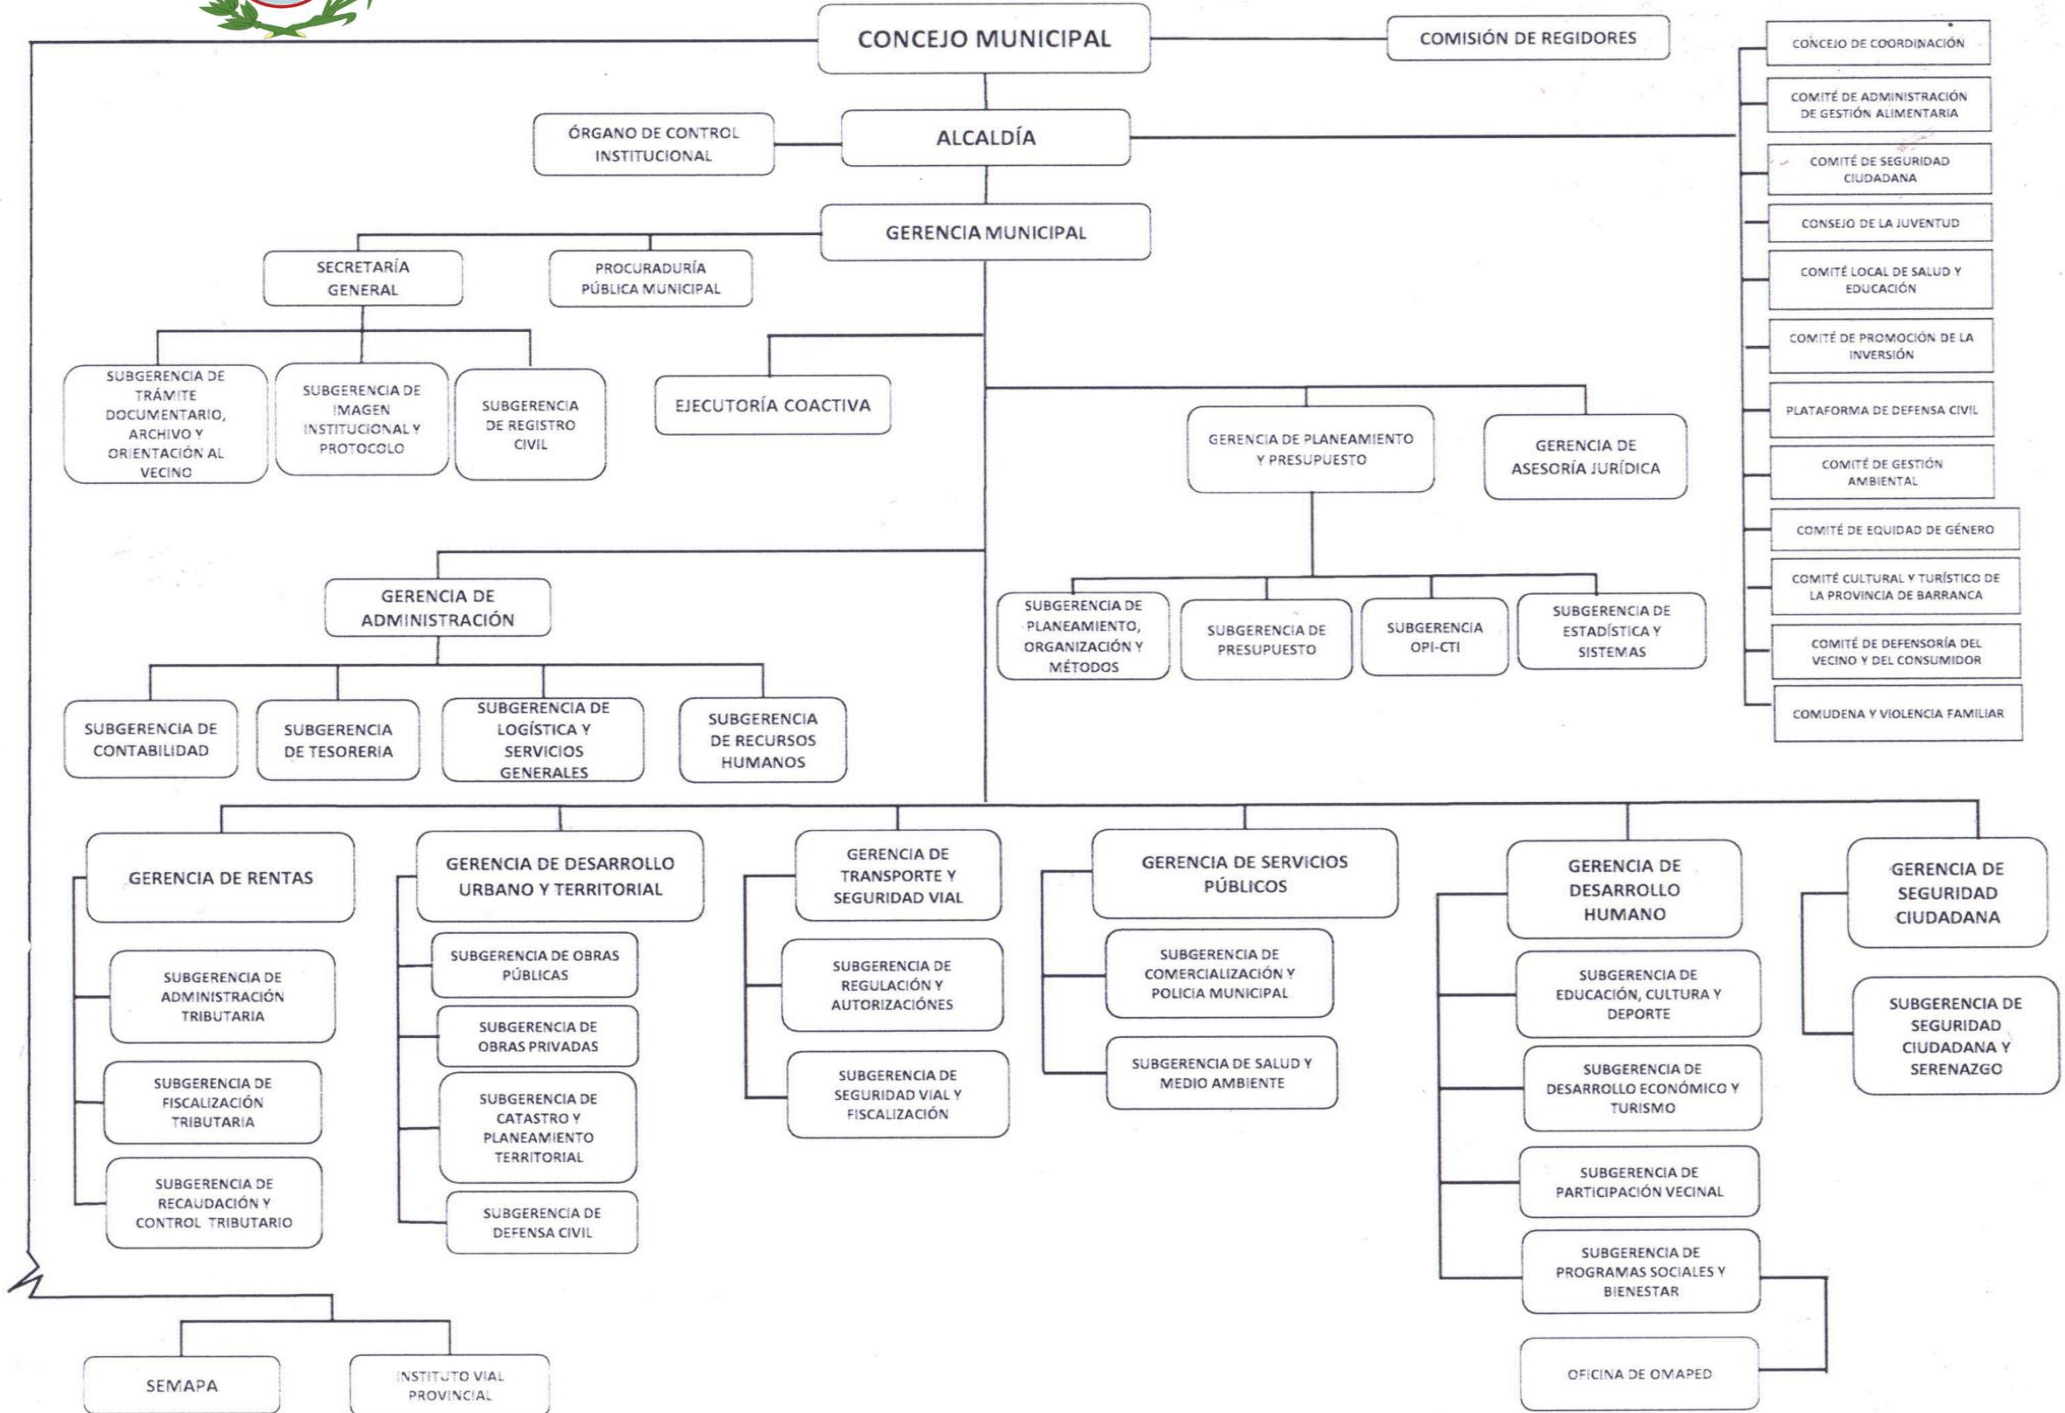 CONCEJO MUNICIPAL
COMISIÓN DE REGIDORES
ÓRGANO DE CONTROL
INSTITUCIONAL
ALCALDÍA
GERENCIA MUNICIPAL
CONCEJO DE COORDINACIÓN
COMITÉ DE ADMINISTRACIÓN
DE GESTIÓN ALIMENTARIA
COMITÉ DE SEGURIDAD
CIUDADANA
CONSEJO DE LA JUVENTUD
COMITÉ LOCAL DE SALUD Y
EDUCACIÓN
COMITÉ DE PROMOCIÓN DE LA
INVERSIÓN
PLATAFORMA DE DEFENSA CIVIL
COMITÉ DE GESTIÓN
AMBIENTAL
COMITÉ DE EQUIDAD DE GÉNERO
COMITÉ CULTURAL Y TURÍSTICO DE
LA PROVINCIA DE BARRANCA
COMITÉ DE DEFENSORÍA DEL
VECINO Y DEL CONSUMIDOR
COMUDENA Y VIOLENCIA FAMILIAR
SECRETARÍA
GENERAL
PROCURADURÍA
PÚBLICA MUNICIPAL
SUBGERENCIA DE
TRÁMITE
DOCUMENTARIO,
ARCHIVO Y
ORIENTACIÓN AL
VECINO
SUBGERENCIA DE
IMAGEN
INSTITUCIONAL Y
PROTOCOLO
SUBGERENCIA
DE REGISTRO
CIVIL
EJECUTORÍA COACTIVA
GERENCIA DE PLANEAMIENTO
Y PRESUPUESTO
GERENCIA DE
ASESORÍA JURÍDICA
SUBGERENCIA DE
PLANEAMIENTO,
ORGANIZACIÓN Y
MÉTODOS
SUBGERENCIA DE
PRESUPUESTO
SUBGERENCIA
OPI-CTI
SUBGERENCIA DE
ESTADÍSTICA Y
SISTEMAS
GERENCIA DE
ADMINISTRACIÓN
SUBGERENCIA DE
CONTABILIDAD
SUBGERENCIA
DE TESORERIA
SUBGERENCIA DE
LOGÍSTICA Y
SERVICIOS
GENERALES
SUBGERENCIA
DE RECURSOS
HUMANOS
GERENCIA DE RENTAS
SUBGERENCIA DE
ADMINISTRACIÓN
TRIBUTARIA
SUBGERENCIA DE
FISCALIZACIÓN
TRIBUTARIA
SUBGERENCIA DE
RECAUDACIÓN Y
CONTROL TRIBUTARIO
GERENCIA DE DESARROLLO
URBANO Y TERRITORIAL
SUBGERENCIA DE OBRAS
PÚBLICAS
SUBGERENCIA DE
OBRAS PRIVADAS
SUBGERENCIA DE
CATASTRO Y
PLANEAMIENTO
TERRITORIAL
SUBGERENCIA DE
DEFENSA CIVIL
GERENCIA DE
TRANSPORTE Y
SEGURIDAD VIAL
SUBGERENCIA DE
REGULACIÓN Y
AUTORIZACIÓNES
SUBGERENCIA DE
SEGURIDAD VIAL Y
FISCALIZACIÓN
GERENCIA DE SERVICIOS
PÚBLICOS
SUBGERENCIA DE
COMERCIALIZACIÓN Y
POLICIA MUNICIPAL
SUBGERENCIA DE SALUD Y
MEDIO AMBIENTE
GERENCIA DE
DESARROLLO
HUMANO
SUBGERENCIA DE
EDUCACIÓN, CULTURA Y
DEPORTE
SUBGERENCIA DE
DESARROLLO ECONÓMICO Y
TURISMO
SUBGERENCIA DE
PARTICIPACIÓN VECINAL
SUBGERENCIA DE
PROGRAMAS SOCIALES Y
BIENESTAR
OFICINA DE OMAPED
GERENCIA DE
SEGURIDAD
CIUDADANA
SUBGERENCIA DE
SEGURIDAD
CIUDADANA Y
SERENAZGO
SEMAPA
INSTITUTO VIAL
PROVINCIAL